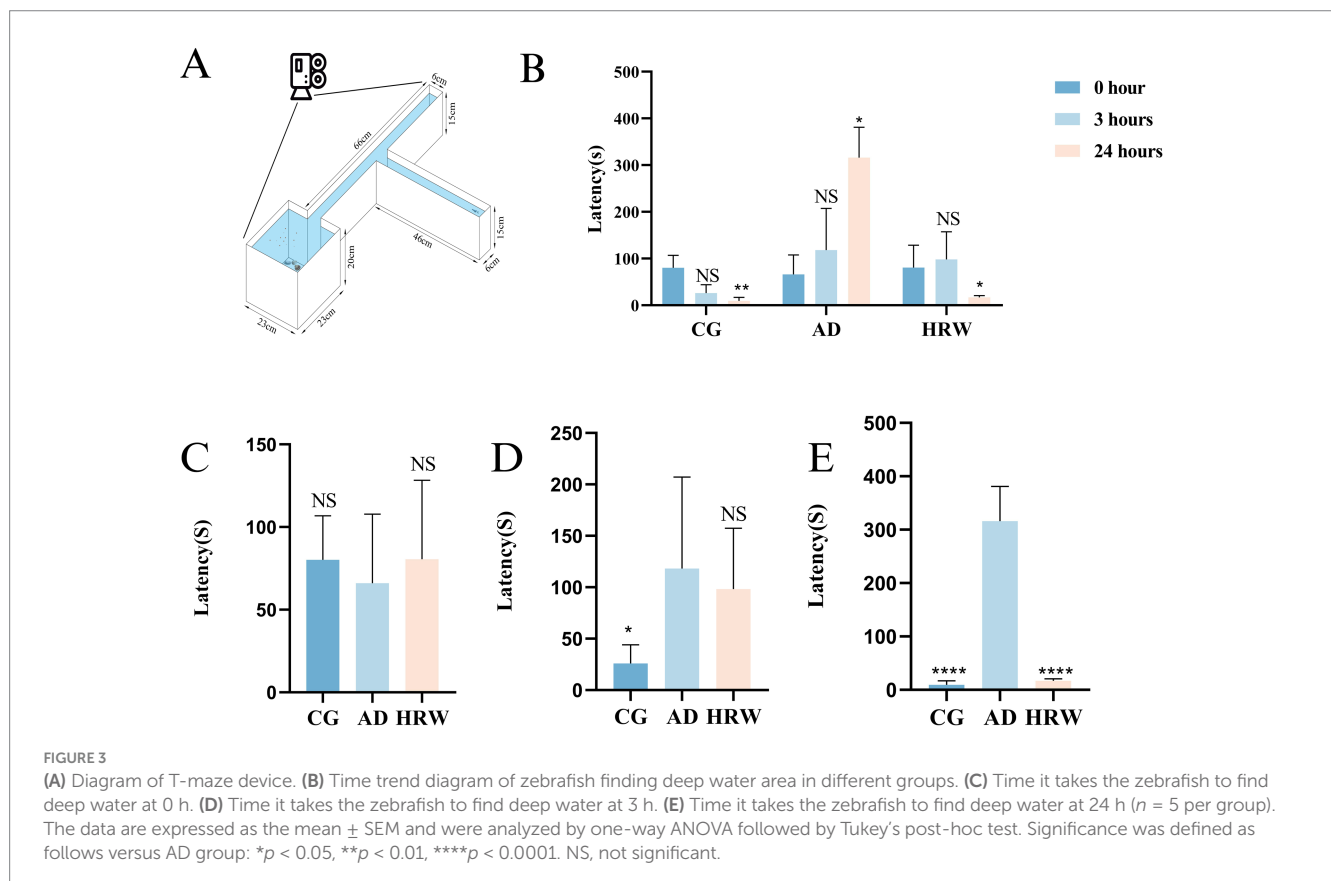 A
6cm
15cm
66cm
46cm
15cm
6cm
20cm
23cm
23cm
B
500
400
300
200
100
0
Latency(s)
NS
**
NS
*
NS
*
CG
AD
HRW
0 hour
3 hours
24 hours
C
150
100
50
0
Latency(S)
NS
NS
CG
AD
HRW
D
250
200
150
100
50
0
Latency(S)
*
NS
CG
AD
HRW
E
500
400
300
200
100
0
Latency(S)
****
****
CG
AD
HRW
FIGURE 3
(A) Diagram of T-maze device. (B) Time trend diagram of zebrafish finding deep water area in different groups. (C) Time it takes the zebrafish to find
deep water at 0 h. (D) Time it takes the zebrafish to find deep water at 3 h. (E) Time it takes the zebrafish to find deep water at 24 h (n = 5 per group).
The data are expressed as the mean ± SEM and were analyzed by one-way ANOVA followed by Tukey's post-hoc test. Significance was defined as
follows versus AD group: *p < 0.05, **p < 0.01, ****p < 0.0001. NS, not significant.